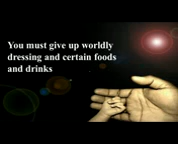 You must give up worldly
dressing and certain foods
and drinks